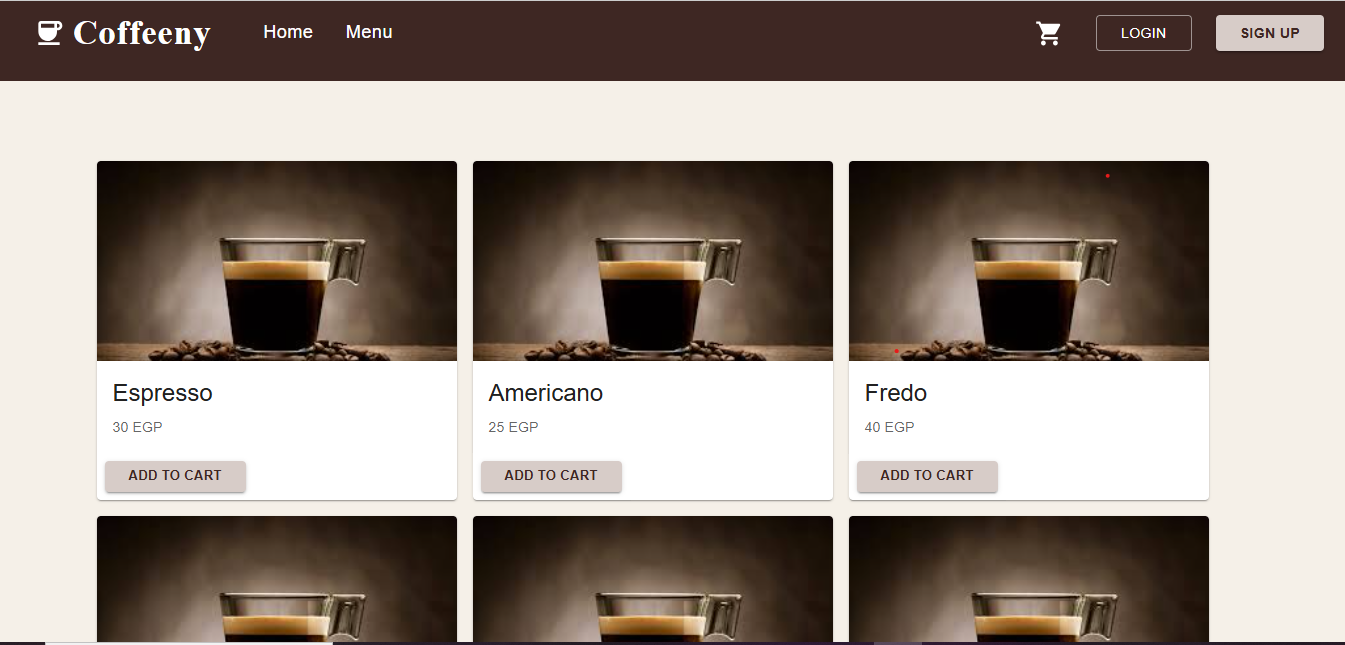 Coffeeny Home Menu LOGIN SIGN UP
Espresso Americano Fredo
30 EGP 25 EGP 40 EGP
ADD TO CART ADD TO CART ADD TO CART